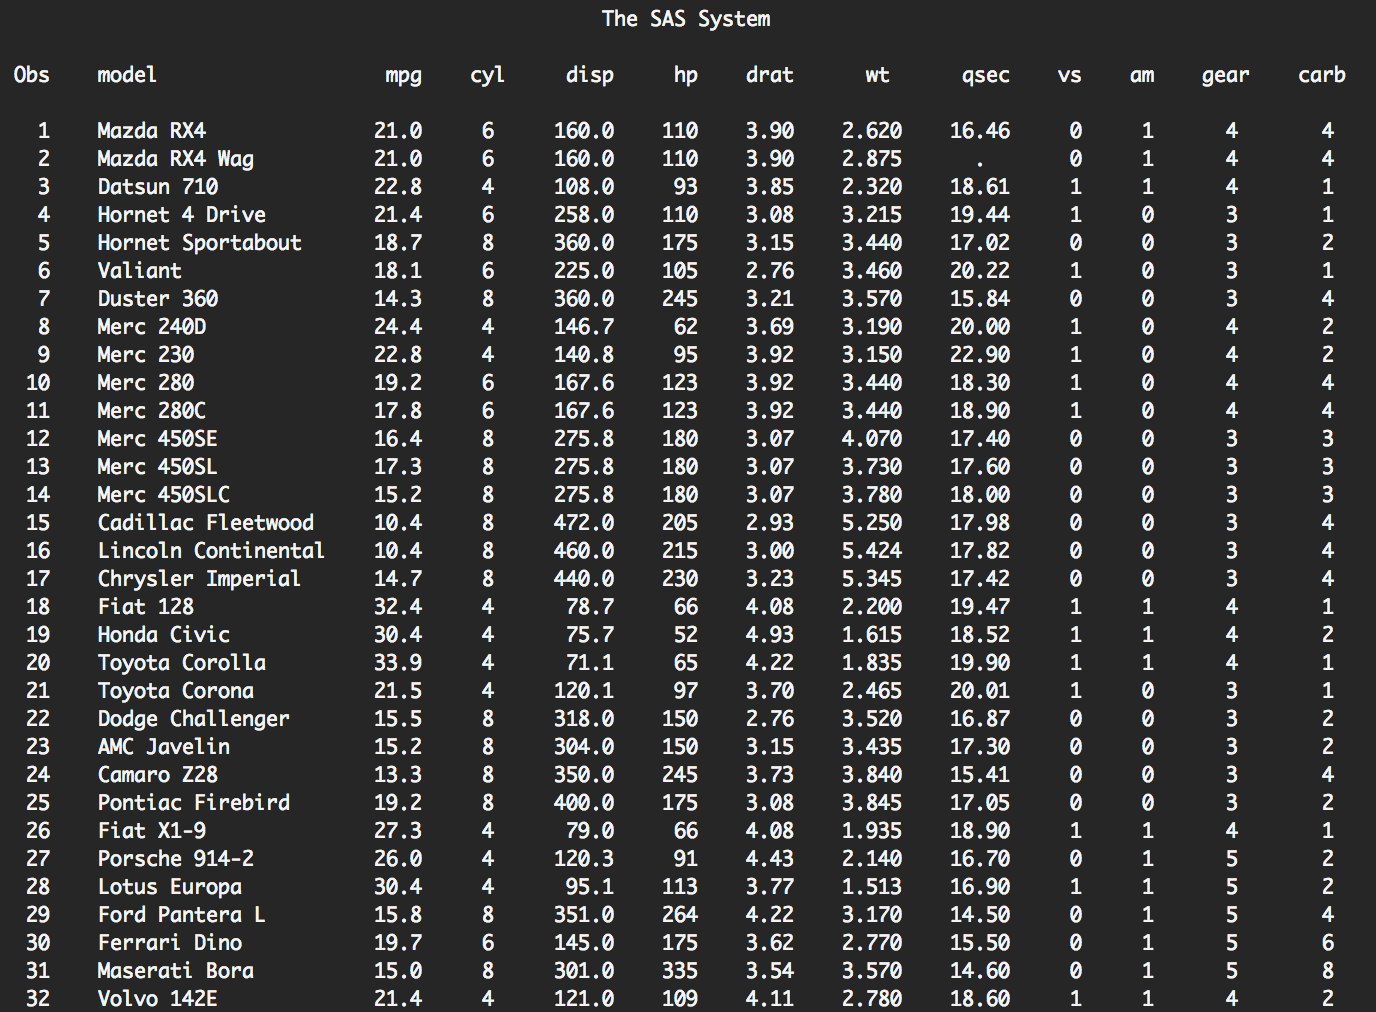 The SAS System
Obs model mpg cyl disp hp drat wt qsec vs am gear carb
1 Mazda RX4 21.0 6 160.0 110 3.90 2.620 16.46 0 1 4 4
2 Mazda RX4 Wag 21.0 6 160.0 110 3.90 2.875 . 0 1 4 4
3 Datsun 710 22.8 4 108.0 93 3.85 2.320 18.61 1 1 4 1
4 Hornet 4 Drive 21.4 6 258.0 110 3.08 3.215 19.44 1 0 3 1
5 Hornet Sportabout 18.7 8 360.0 175 3.15 3.440 17.02 0 0 3 2
6 Valiant 18.1 6 225.0 105 2.76 3.460 20.22 1 0 3 1
7 Duster 360 14.3 8 360.0 245 3.21 3.570 15.84 0 0 3 4
8 Merc 240D 24.4 4 146.7 62 3.69 3.190 20.00 1 0 4 2
9 Merc 230 22.8 4 140.8 95 3.92 3.150 22.90 1 0 4 2
10 Merc 280 19.2 6 167.6 123 3.92 3.440 18.30 1 0 4 4
11 Merc 280C 17.8 6 167.6 123 3.92 3.440 18.90 1 0 4 4
12 Merc 450SE 16.4 8 275.8 180 3.07 4.070 17.40 0 0 3 3
13 Merc 450SL 17.3 8 275.8 180 3.07 3.730 17.60 0 0 3 3
14 Merc 450SLC 15.2 8 275.8 180 3.07 3.780 18.00 0 0 3 3
15 Cadillac Fleetwood 10.4 8 472.0 205 2.93 5.250 17.98 0 0 3 4
16 Lincoln Continental 10.4 8 460.0 215 3.00 5.424 17.82 0 0 3 4
17 Chrysler Imperial 14.7 8 440.0 230 3.23 5.345 17.42 0 0 3 4
18 Fiat 128 32.4 4 78.7 66 4.08 2.200 19.47 1 1 4 1
19 Honda Civic 30.4 4 75.7 52 4.93 1.615 18.52 1 1 4 2
20 Toyota Corolla 33.9 4 71.1 65 4.22 1.835 19.90 1 1 4 1
21 Toyota Corona 21.5 4 120.1 97 3.70 2.465 20.01 1 0 3 1
22 Dodge Challenger 15.5 8 318.0 150 2.76 3.520 16.87 0 0 3 2
23 AMC Javelin 15.2 8 304.0 150 3.15 3.435 17.30 0 0 3 2
24 Camaro Z28 13.3 8 350.0 245 3.73 3.840 15.41 0 0 3 4
25 Pontiac Firebird 19.2 8 400.0 175 3.08 3.845 17.05 0 0 3 2
26 Fiat X1-9 27.3 4 79.0 66 4.08 1.935 18.90 1 1 4 1
27 Porsche 914-2 26.0 4 120.3 91 4.43 2.140 16.70 0 1 5 2
28 Lotus Europa 30.4 4 95.1 113 3.77 1.513 16.90 1 1 5 2
29 Ford Pantera L 15.8 8 351.0 264 4.22 3.170 14.50 0 1 5 4
30 Ferrari Dino 19.7 6 145.0 175 3.62 2.770 15.50 0 1 5 6
31 Maserati Bora 15.0 8 301.0 335 3.54 3.570 14.60 0 1 5 8
32 Volvo 142E 21.4 4 121.0 109 4.11 2.780 18.60 1 1 4 2